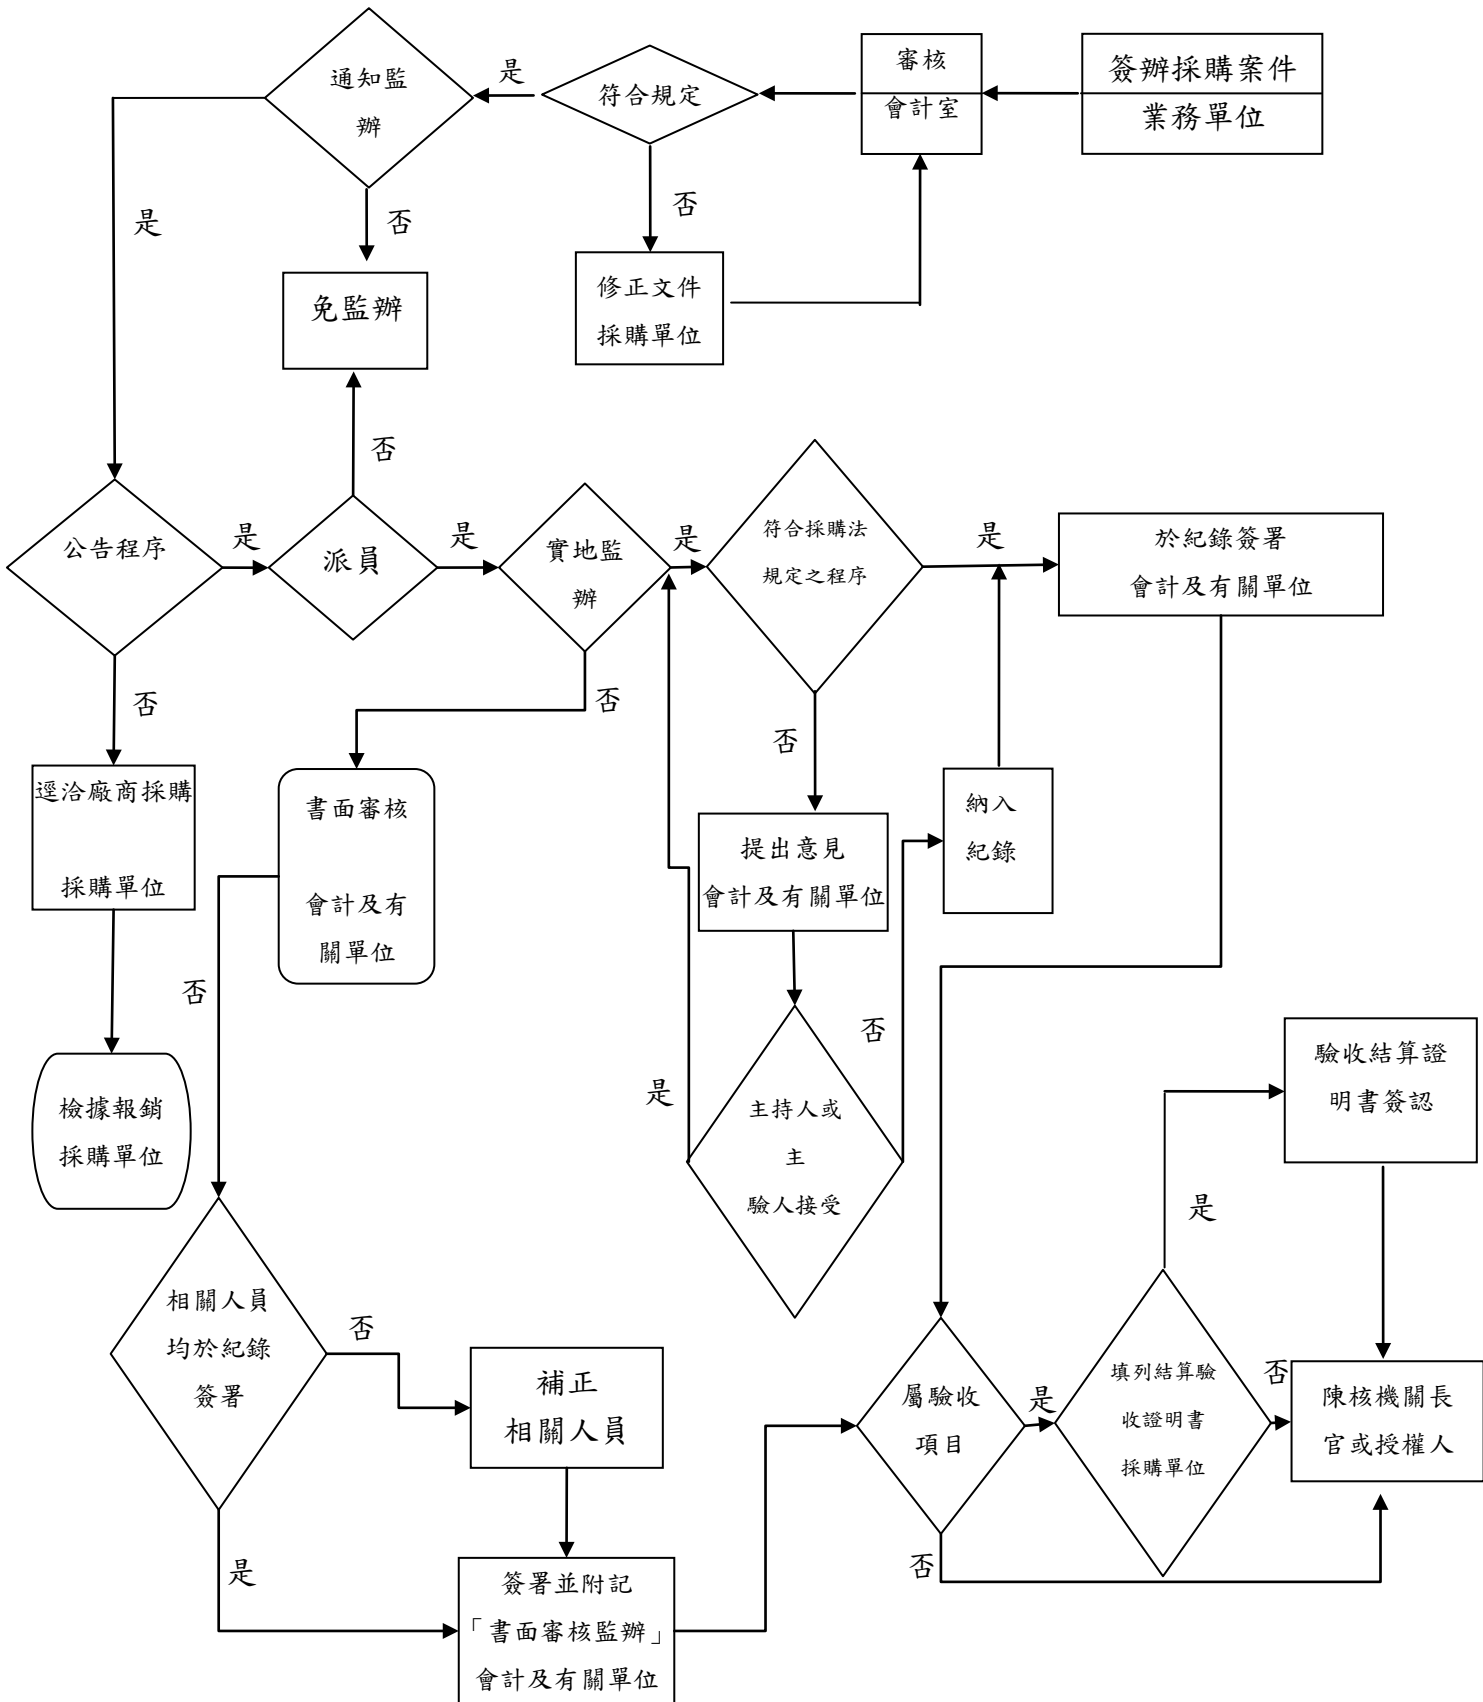 簽辦採購案件
業務單位
審核
會計室
符合規定
是
通知監
辦
是
否
否
修正文件
採購單位
免監辦
否
公告程序
是
派員
是
實地監
辦
是
符合採購法
規定之程序
是
於紀錄簽署
會計及有關單位
否
否
否
逕洽廠商採購
採購單位
書面審核
會計及有
關單位
提出意見
會計及有關單位
納入
紀錄
否
否
是
檢據報銷
採購單位
主持人或
主
驗人接受
驗收結算證
明書簽認
是
相關人員
均於紀錄
簽署
否
補正
相關人員
屬驗收
項目
是
填列結算驗
收證明書
採購單位
否
陳核機關長
官或授權人
是
否
簽署並附記
「書面審核監辦」
會計及有關單位